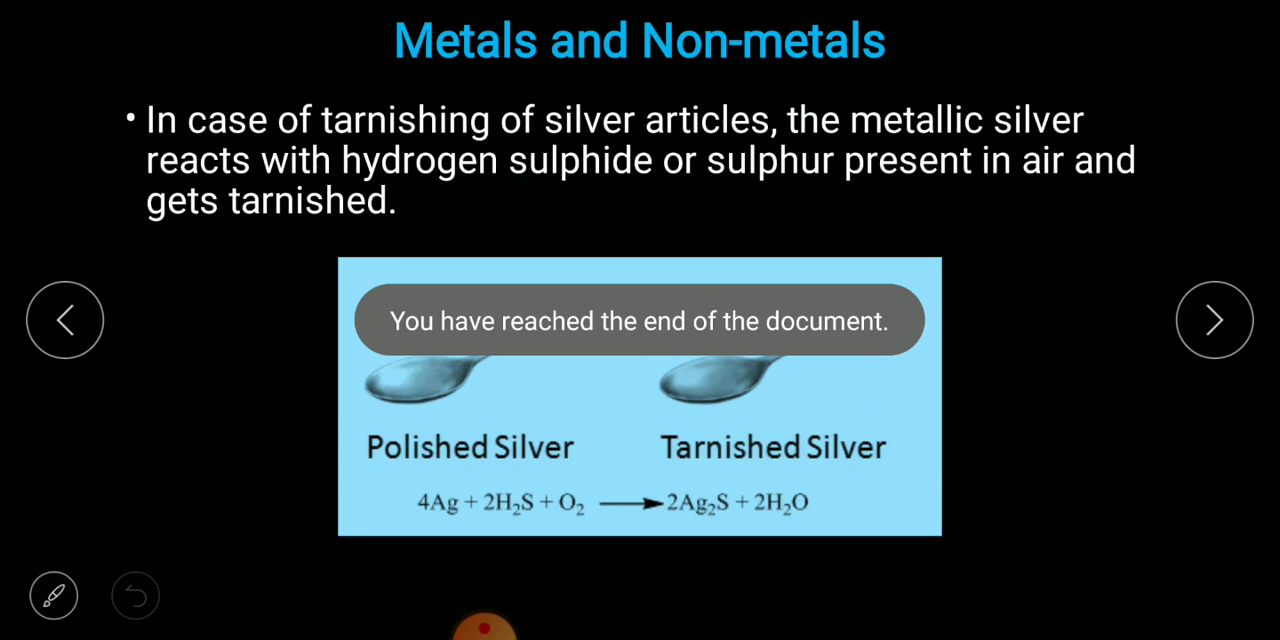 Metals and Non-metals
• In case of tarnishing of silver articles, the metallic silver
reacts with hydrogen sulphide or sulphur present in air and
gets tarnished.
You have reached the end of the document.
Polished Silver
Tarnished Silver
4Ag + 2H₂S + O₂ ⟶ 2Ag₂S + 2H₂O